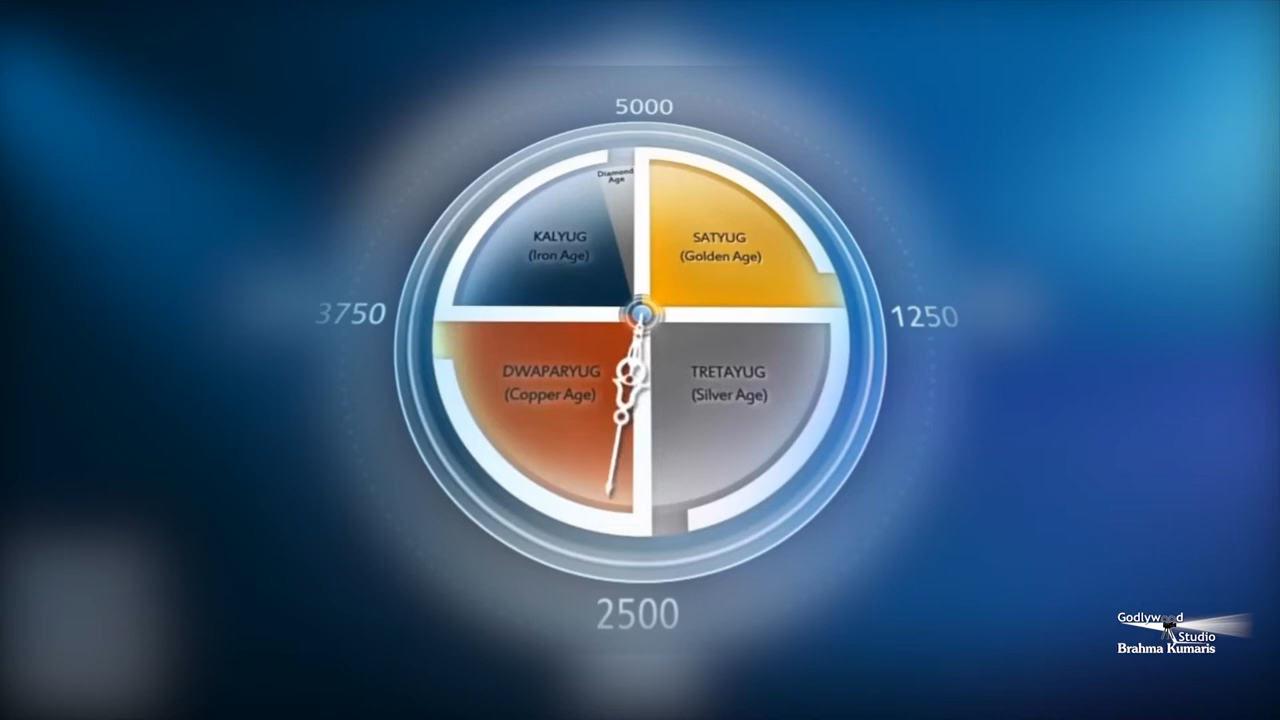 5000
Diamond
Age
KALYUG
(Iron Age)
SATYUG
(Golden Age)
3750
1250
DWAPARYUG
(Copper Age)
TRETAYUG
(Silver Age)
2500
Godlywood
Studio
Brahma Kumaris